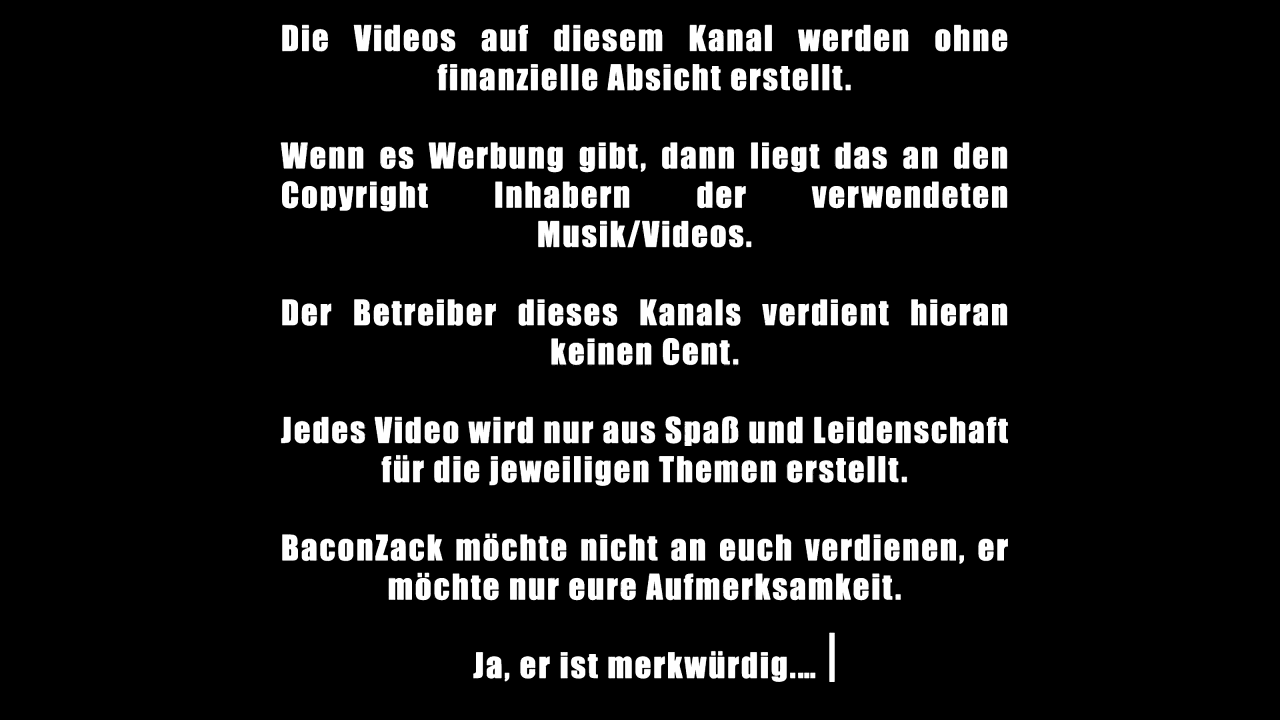 Die Videos auf diesem Kanal werden ohne
finanzielle Absicht erstellt.
Wenn es Werbung gibt, dann liegt das an den
Copyright Inhabern der verwendeten
Musik/Videos.
Der Betreiber dieses Kanals verdient hieran
keinen Cent.
Jedes Video wird nur aus Spaß und Leidenschaft
für die jeweiligen Themen erstellt.
BaconZack möchte nicht an euch verdienen, er
möchte nur eure Aufmerksamkeit.
Ja, er ist merkwürdig....